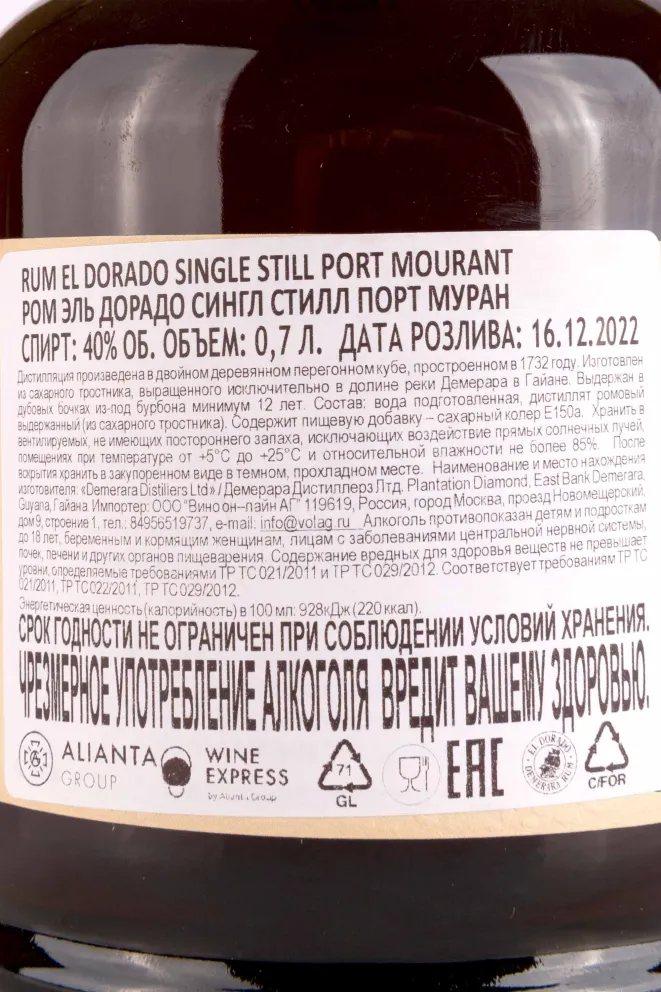 RUM EL DORADO SINGLE STILL PORT MOURANT
РОМ ЭЛЬ ДОРАДО СИНГЛ СТИЛЛ ПОРТ МУРАН
СПИРТ: 40% ОБ. ОБЪЕМ: 0,7 Л. ДАТА РОЗЛИВА: 16.12.2022
Дистилляция произведена в двойном деревянном перегонном кубе, простроенном в 1732 году. Изготовлен
из сахарного тростника, выращенного исключительно в долине реки Демерара в Гайане. Выдержан в
дубовых бочках из-под бурбона минимум 12 лет. Состав: вода подготовленная, дистиллят ромовый
выдержанный (из сахарного тростника). Содержит пищевую добавку – сахарный колер Е150а. Хранить в
вентилируемых, не имеющих постороннего запаха, исключающих воздействие прямых солнечных лучей,
помещениях при температуре от +5°С до +25°С и относительной влажности не более 85%. После
вскрытия хранить в закупоренном виде в темном, прохладном месте. Наименование и место нахождения
изготовителя: «Demerara Distillers Ltd» / Демерара Дистиллерз Лтд, Plantation Diamond, East Bank Demerara,
Guyana, Гайана. Импортер: ООО "Вино он–лайн АГ" 119619, Россия, город Москва, проезд Новомещерский,
дом 9, строение 1, тел.: 84956519737, e-mail: info@volag.ru Алкоголь противопоказан детям и подросткам
до 18 лет, беременным и кормящим женщинам, лицам с заболеваниями центральной нервной системы,
почек, печени и других органов пищеварения. Содержание вредных для здоровья веществ не превышает
уровни, определяемые требованиями ТР ТС 021/2011 и ТР ТС 029/2012. Соответствует требованиям ТР ТС
021/2011, ТР ТС 022/2011, ТР ТС 029/2012.
Энергетическая ценность (калорийность) в 100 мл: 928кДж (220 ккал).
СРОК ГОДНОСТИ НЕ ОГРАНИЧЕН ПРИ СОБЛЮДЕНИИ УСЛОВИЙ ХРАНЕНИЯ.
ЧРЕЗМЕРНОЕ УПОТРЕБЛЕНИЕ АЛКОГОЛЯ ВРЕДИТ ВАШЕМУ ЗДОРОВЬЮ.
ALIANTA
GROUP
WINE
EXPRESS
by Alianta Group
71
GL
EAC
EL DORADO
DEMERARA RUM
C/FOR